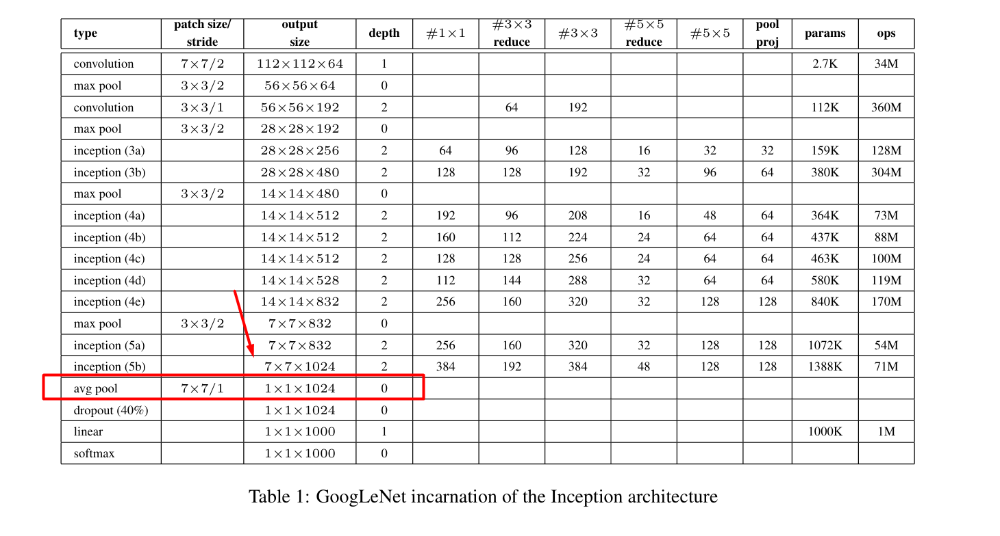 type patch size/ stride output size depth #1×1 #3×3 reduce #3×3 #5×5 reduce #5×5 pool proj params ops
convolution 7×7/2 112×112×64 1 2.7K 34M
max pool 3×3/2 56×56×64 0
convolution 3×3/1 56×56×192 2 64 192 112K 360M
max pool 3×3/2 28×28×192 0
inception (3a) 28×28×256 2 64 96 128 16 32 32 159K 128M
inception (3b) 28×28×480 2 128 128 192 32 96 64 380K 304M
max pool 3×3/2 14×14×480 0
inception (4a) 14×14×512 2 192 96 208 16 48 64 364K 73M
inception (4b) 14×14×512 2 160 112 224 24 64 64 437K 88M
inception (4c) 14×14×512 2 128 128 256 24 64 64 463K 100M
inception (4d) 14×14×528 2 112 144 288 32 64 64 580K 119M
inception (4e) 14×14×832 2 256 160 320 32 128 128 840K 170M
max pool 3×3/2 7×7×832 0
inception (5a) 7×7×832 2 256 160 320 32 128 128 1072K 54M
inception (5b) 7×7×1024 2 384 192 384 48 128 128 1388K 71M
avg pool 7×7/1 1×1×1024 0
dropout (40%) 1×1×1024 0
linear 1×1×1000 1 1000K 1M
softmax 1×1×1000 0
Table 1: GoogLeNet incarnation of the Inception architecture